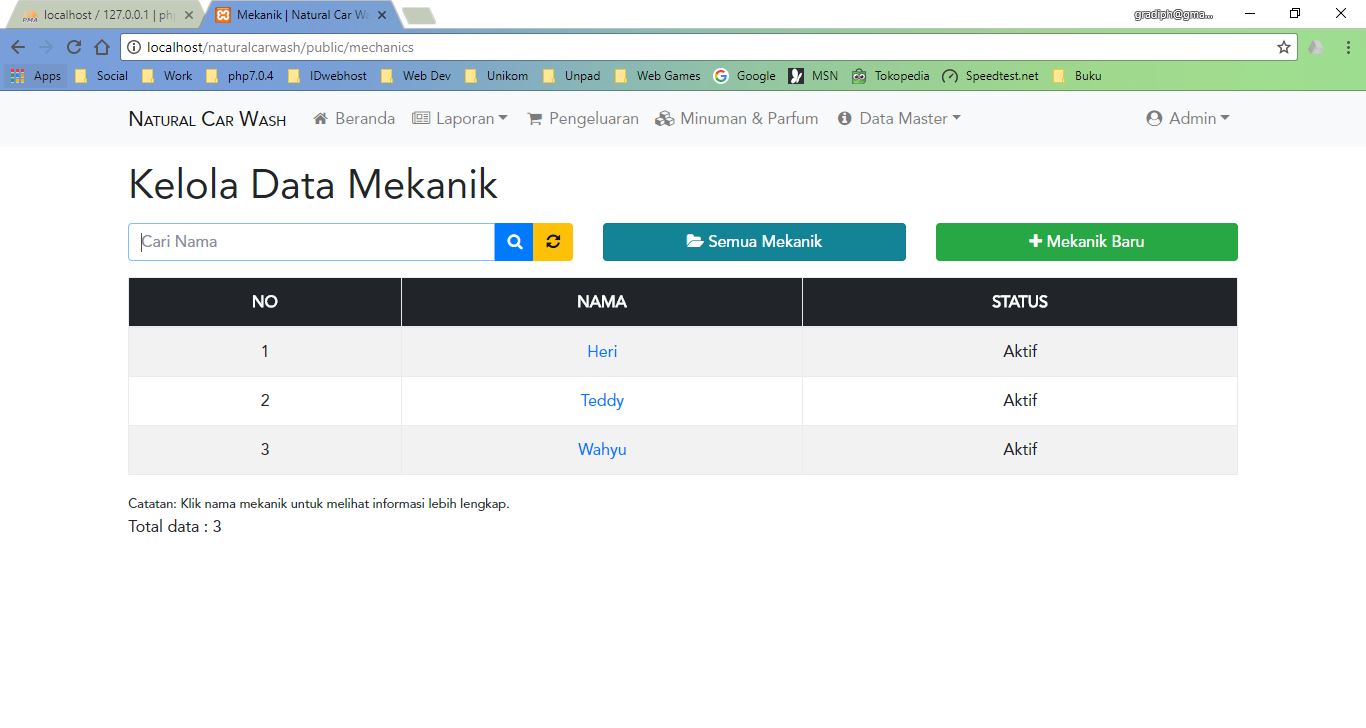 localhost / 127.0.0.1 | ph
Mekanik | Natural Car Wa
gradiph@gma...
localhost/naturalcarwash/public/mechanics
Apps Social Work php7.0.4 IDwebhost Web Dev Unikom Unpad Web Games Google MSN Tokopedia Speedtest.net Buku
Natural Car Wash Beranda Laporan Pengeluaran Minuman & Parfum Data Master Admin
Kelola Data Mekanik
Cari Nama Semua Mekanik Mekanik Baru
NO NAMA STATUS
1 Heri Aktif
2 Teddy Aktif
3 Wahyu Aktif
Catatan: Klik nama mekanik untuk melihat informasi lebih lengkap.
Total data : 3